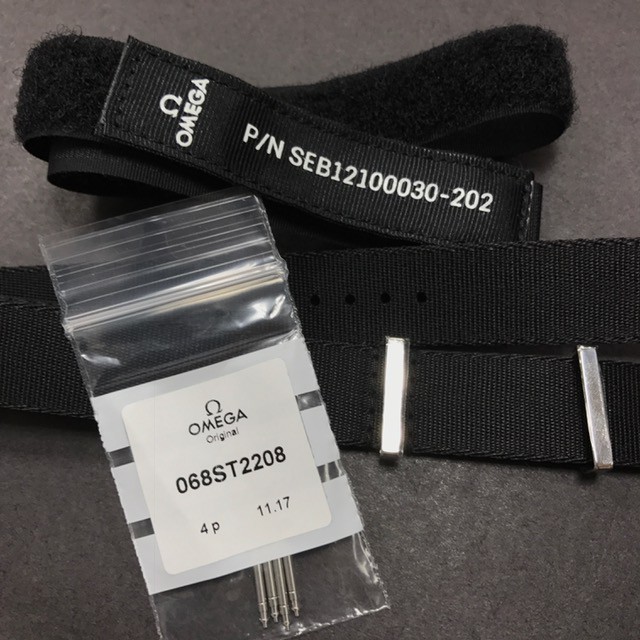 Ω
OMEGA
P/N SEB12100030-202
Ω
OMEGA
Original
068ST2208
4 p 11.17